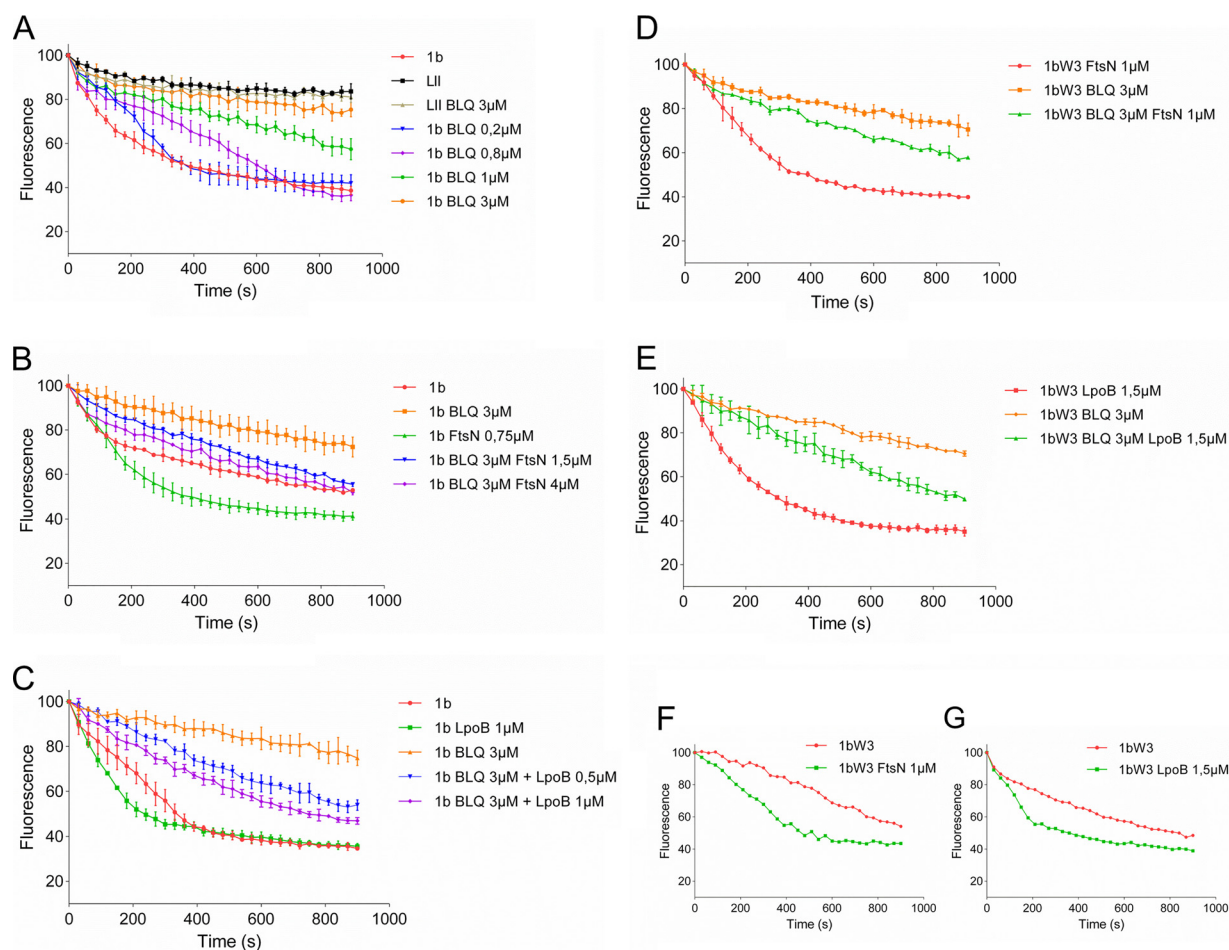 A
100
80
60
40
20
Fluorescence
0
200
400
600
800
1000
Time (s)
1b
LII
LII BLQ 3µM
1b BLQ 0,2µM
1b BLQ 0,8µM
1b BLQ 1µM
1b BLQ 3µM
D
100
80
60
40
20
Fluorescence
0
200
400
600
800
1000
Time (s)
1bW3 FtsN 1µM
1bW3 BLQ 3µM
1bW3 BLQ 3µM FtsN 1µM
B
100
80
60
40
20
Fluorescence
0
200
400
600
800
1000
Time (s)
1b
1b BLQ 3µM
1b FtsN 0,75µM
1b BLQ 3µM FtsN 1,5µM
1b BLQ 3µM FtsN 4µM
E
100
80
60
40
20
Fluorescence
0
200
400
600
800
1000
Time (s)
1bW3 LpoB 1,5µM
1bW3 BLQ 3µM
1bW3 BLQ 3µM LpoB 1,5µM
C
100
80
60
40
20
Fluorescence
0
200
400
600
800
1000
Time (s)
1b
1b LpoB 1µM
1b BLQ 3µM
1b BLQ 3µM + LpoB 0,5µM
1b BLQ 3µM + LpoB 1µM
F
100
80
60
40
20
Fluorescence
0
200
400
600
800
1000
Time (s)
1bW3
1bW3 FtsN 1µM
G
100
80
60
40
20
Fluorescence
0
200
400
600
800
1000
Time (s)
1bW3
1bW3 LpoB 1,5µM